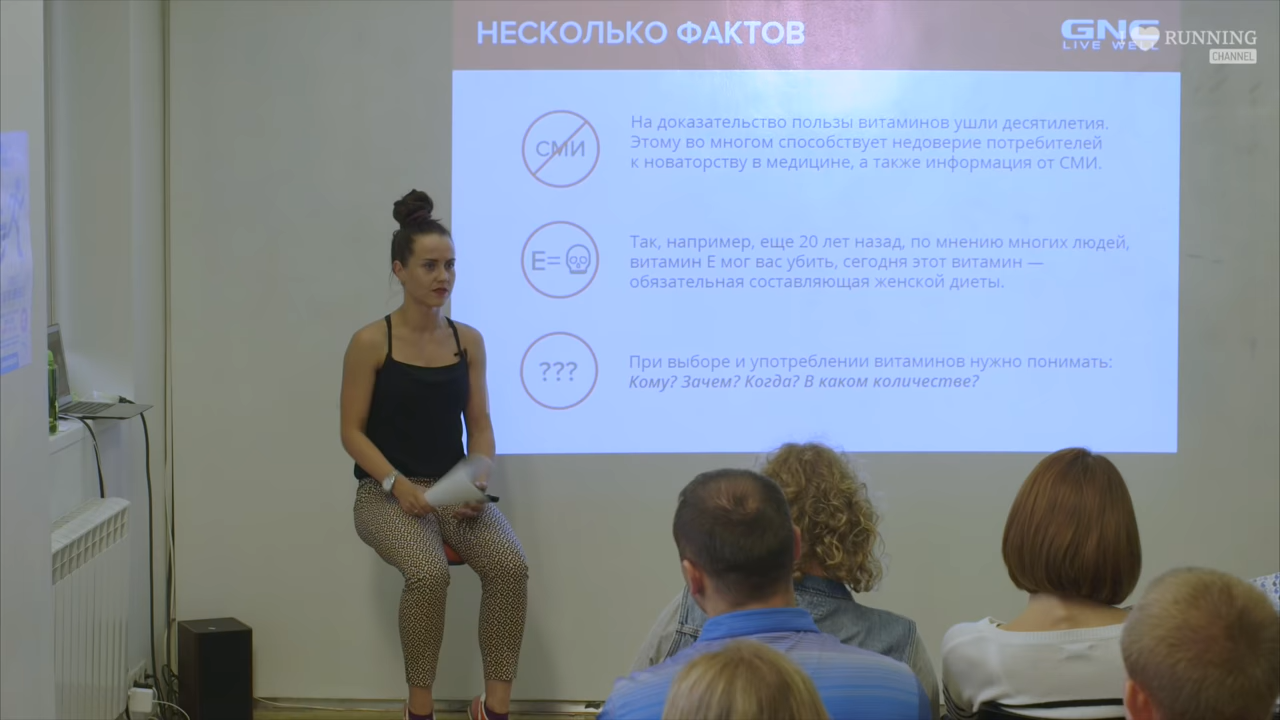 НЕСКОЛЬКО ФАКТОВ
GNC
LIVE WELL
RUNNING
CHANNEL
СМИ
На доказательство пользы витаминов ушли десятилетия.
Этому во многом способствует недоверие потребителей
к новаторству в медицине, а также информация от СМИ.
E=
Так, например, еще 20 лет назад, по мнению многих людей,
витамин Е мог вас убить, сегодня этот витамин —
обязательная составляющая женской диеты.
???
При выборе и употреблении витаминов нужно понимать:
Кому? Зачем? Когда? В каком количестве?